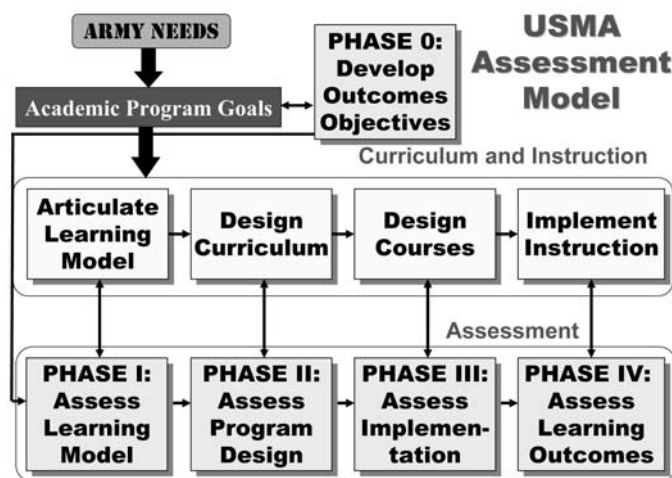 ARMY NEEDS
PHASE 0:
Develop
Outcomes
Objectives
USMA
Assessment
Model
Academic Program Goals
Curriculum and Instruction
Articulate
Learning
Model
Design
Curriculum
Design
Courses
Implement
Instruction
Assessment
PHASE I:
Assess
Learning
Model
PHASE II:
Assess
Program
Design
PHASE III:
Assess
Implemen-
tation
PHASE IV:
Assess
Learning
Outcomes